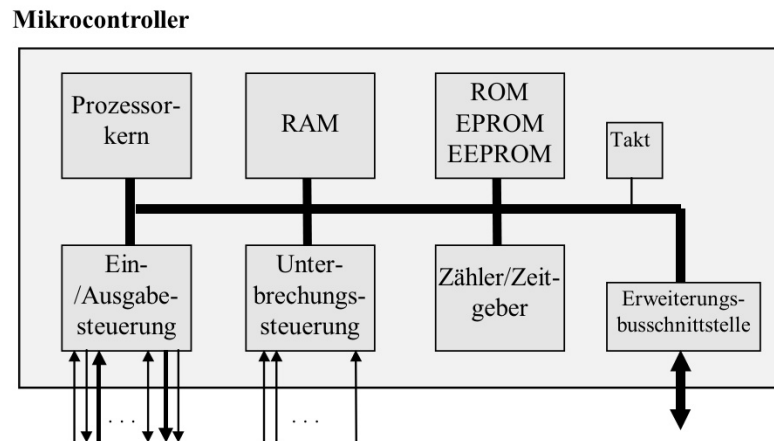 Mikrocontroller
Prozessor-
kern
RAM
ROM
EPROM
EEPROM
Takt
Ein-
/Ausgabe-
steuerung
Unter-
brechungs-
steuerung
Zähler/Zeit-
geber
Erweiterungs-
busschnittstelle
. . .
. . .